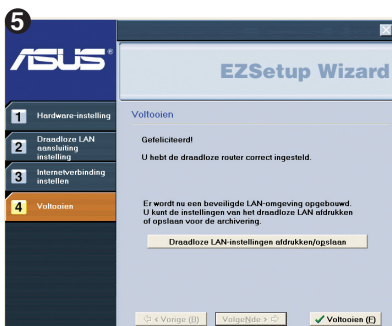 5
ASUS
EZSetup Wizard
1 Hardware-instelling
2 Draadloze LAN
aansluiting
instelling
3 Internetverbinding
instellen
4 Voltooien
Voltooien
Gefeliciteerd!
U hebt de draadloze router correct ingesteld.
Er wordt nu een beveiligde LAN-omgeving opgebouwd.
U kunt de instellingen van het draadloze LAN afdrukken
of opslaan voor de archivering.
Draadloze LAN-instellingen afdrukken/opslaan
< Vorige (B)
VolgeNde >
Voltooien (F)